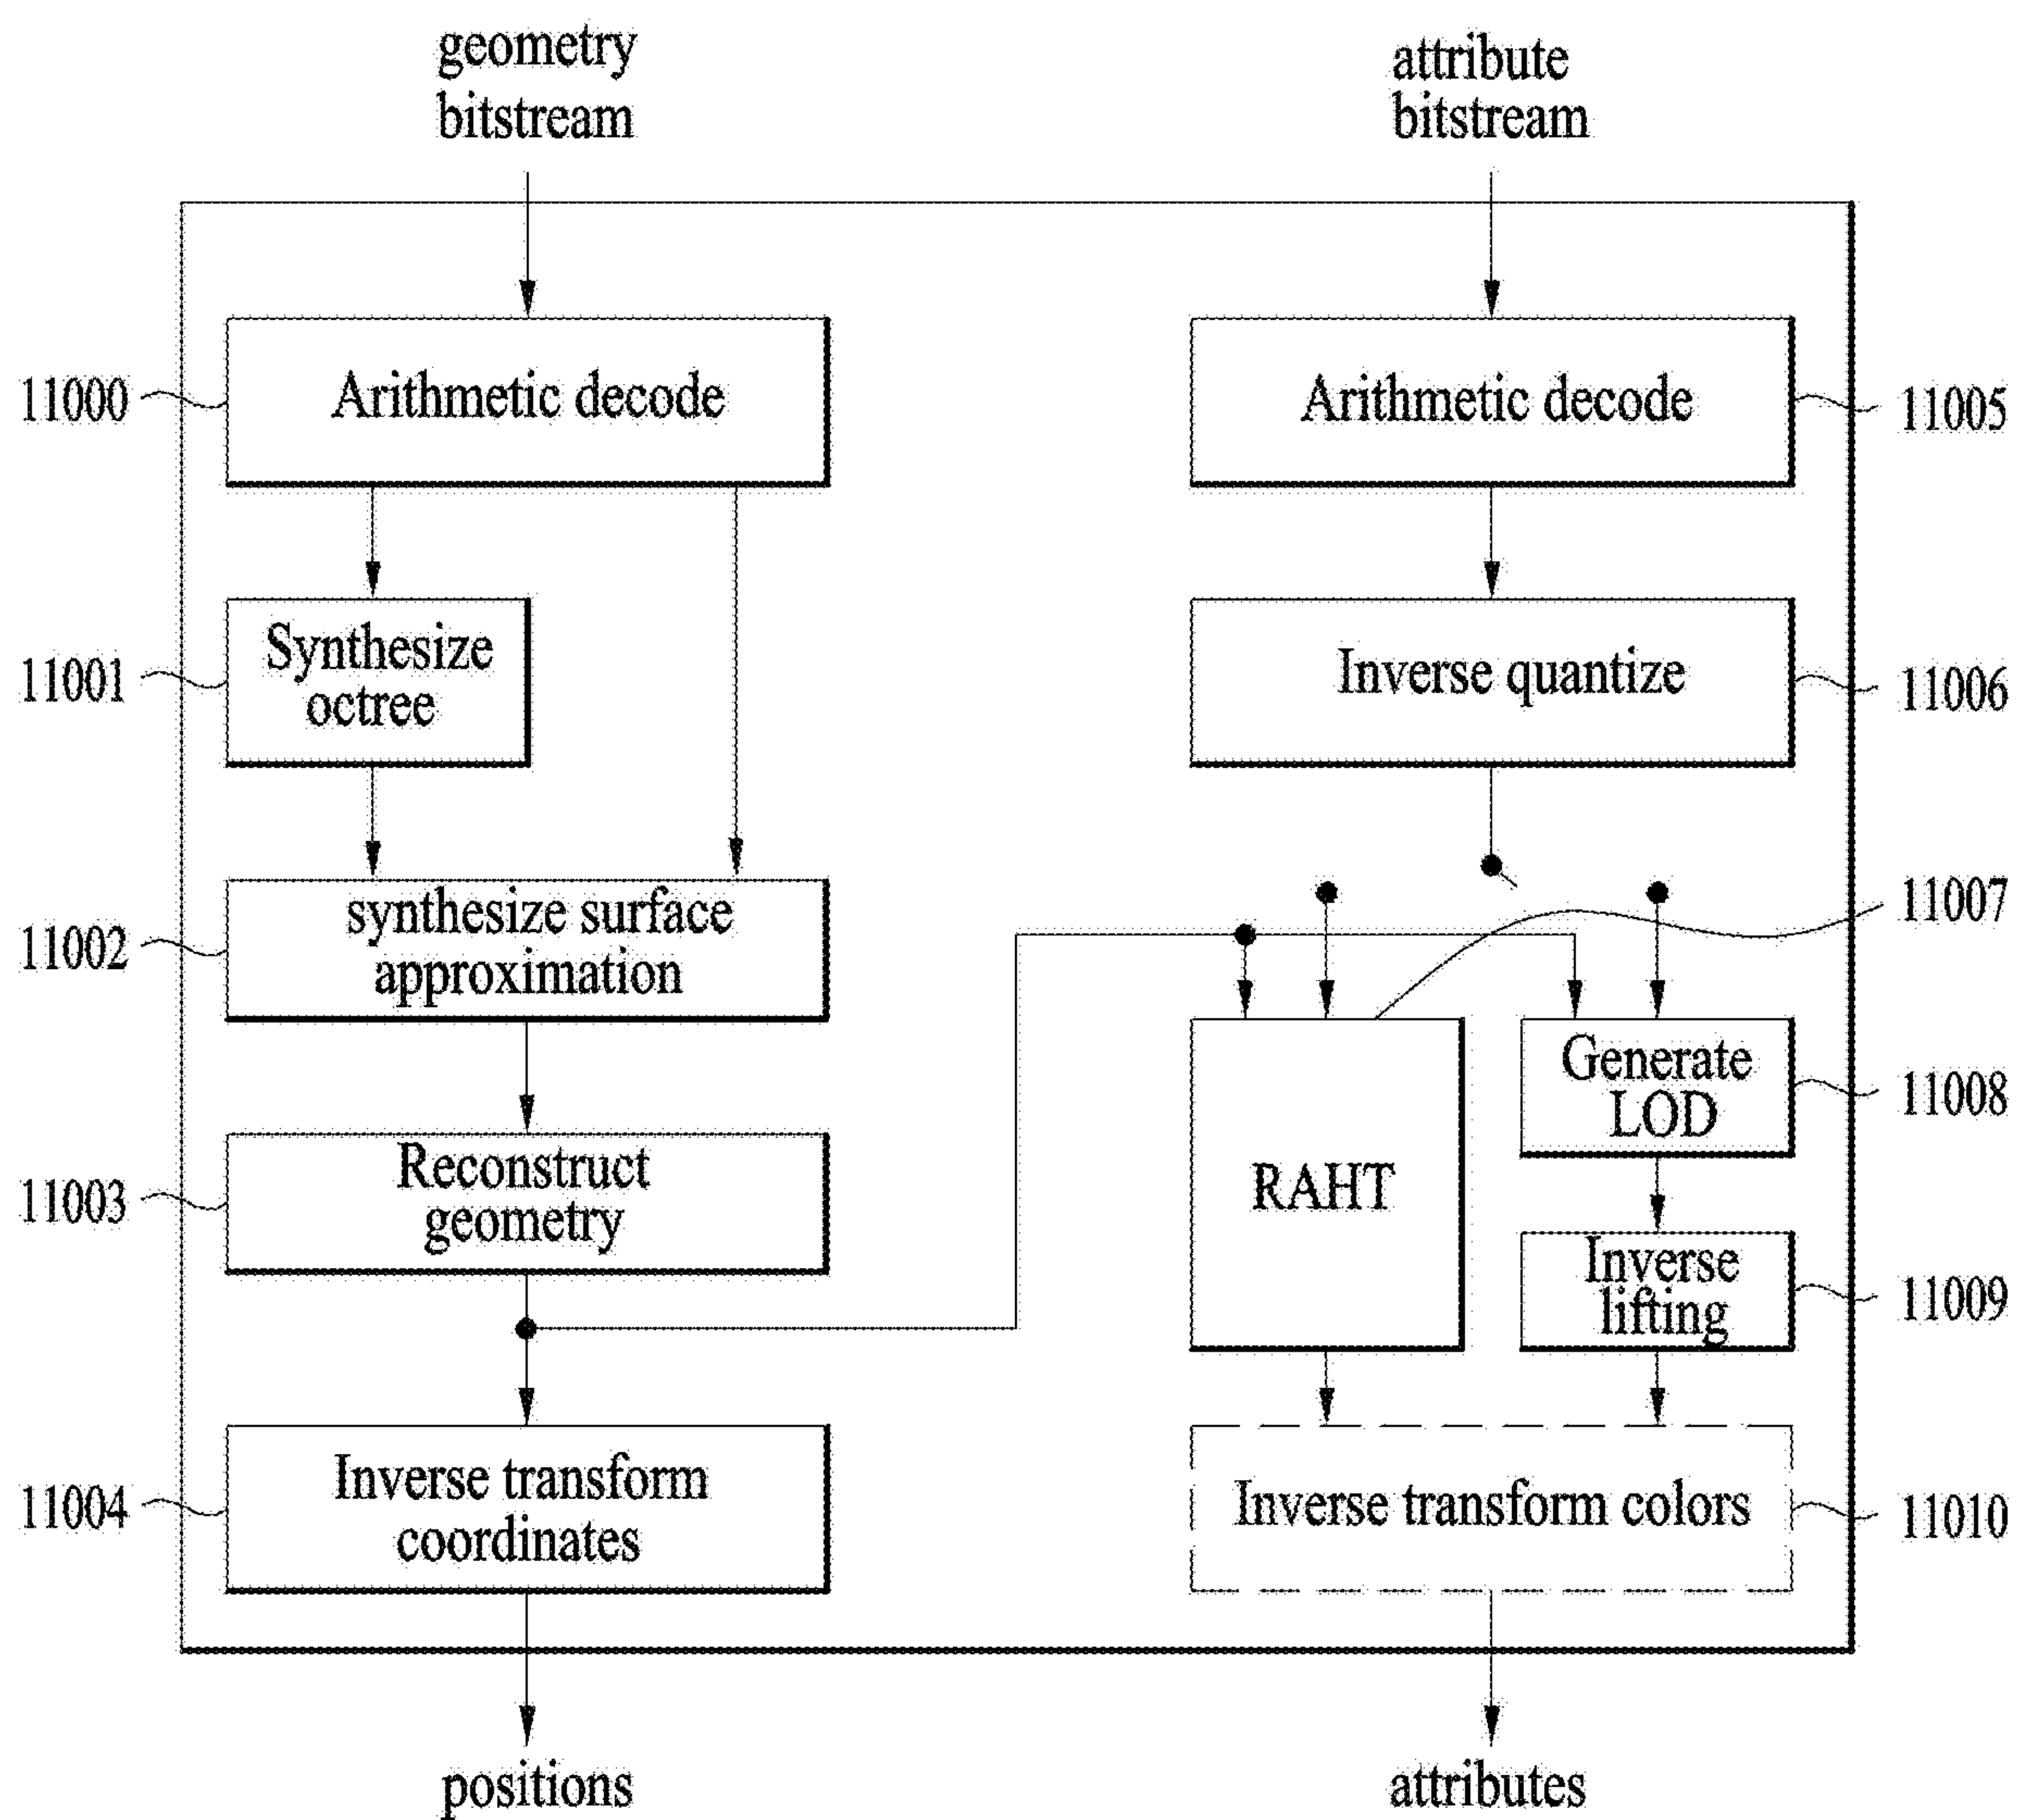 geometry
bitstream
attribute
bitstream
11000
Arithmetic decode
Arithmetic decode
11005
11001
Synthesize
octree
Inverse quantize
11006
11002
synthesize surface
approximation
11007
Generate
LOD
11008
11003
Reconstruct
geometry
RAHT
Inverse
lifting
11009
11004
Inverse transform
coordinates
Inverse transform colors
11010
positions
attributes